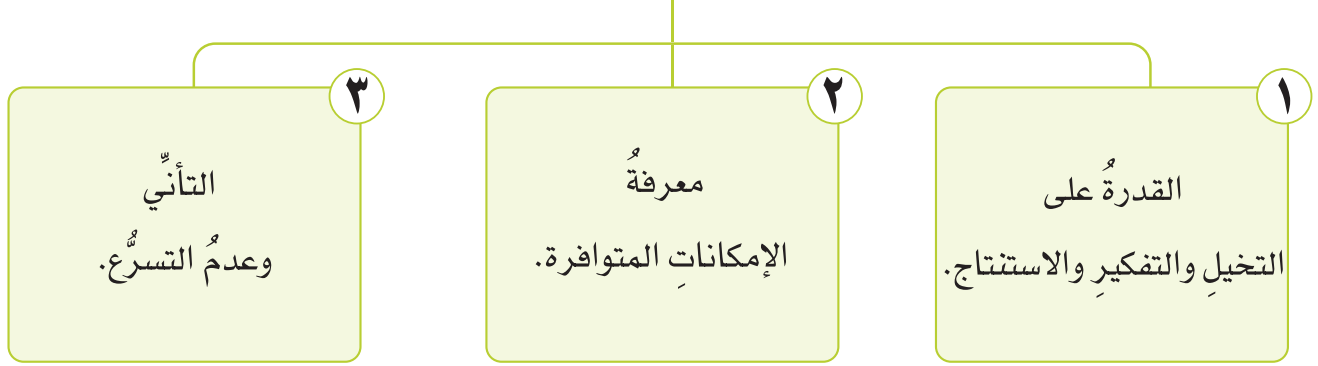 ١
القدرةُ على
التخيلِ والتفكيرِ والاستنتاج.
٢
معرفةُ
الإمكاناتِ المتوافرة.
٣
التأنِّي
وعدمُ التسرُّع.